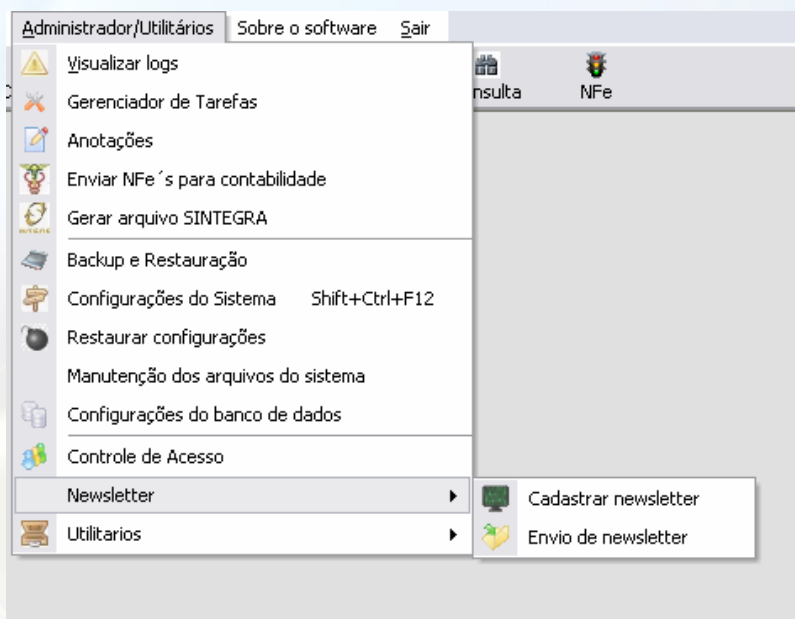 Administrador/Utilitários Sobre o software Sair
Visualizar logs
nsulta NFe
Gerenciador de Tarefas
Anotações
Enviar NFe´s para contabilidade
Gerar arquivo SINTEGRA
Backup e Restauração
Configurações do Sistema Shift+Ctrl+F12
Restaurar configurações
Manutenção dos arquivos do sistema
Configurações do banco de dados
Controle de Acesso
Newsletter
Cadastrar newsletter
Utilitarios
Envio de newsletter